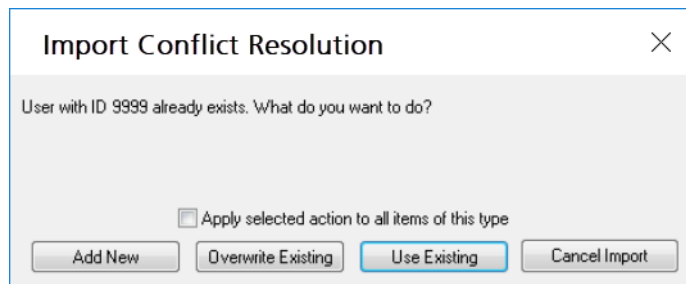 Import Conflict Resolution
User with ID 9999 already exists. What do you want to do?
Apply selected action to all items of this type
Add New
Overwrite Existing
Use Existing
Cancel Import